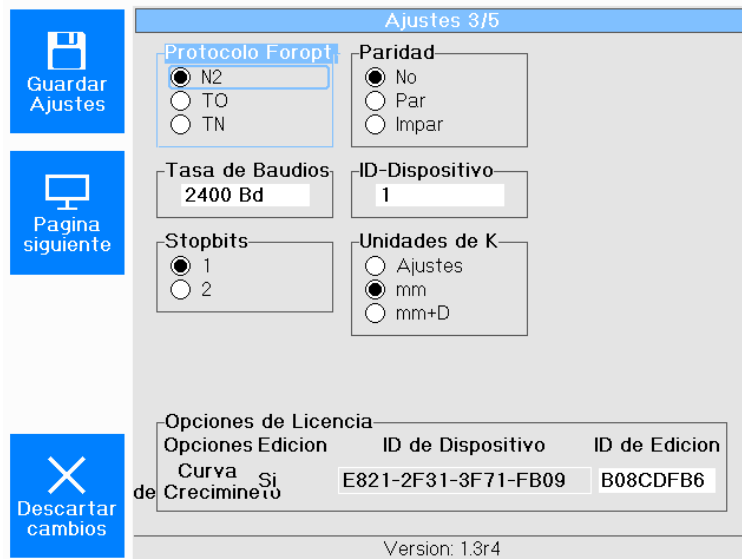 Ajustes 3/5
Guardar
Ajustes
Protocolo Foropt.
N2
TO
TN
Paridad
No
Par
Impar
Pagina
siguiente
Tasa de Baudios
2400 Bd
ID-Dispositivo
1
Stopbits
1
2
Unidades de K
Ajustes
mm
mm+D
Opciones de Licencia
Opciones Edicion ID de Dispositivo ID de Edicion
Curva
de Crecimineto Si E821-2F31-3F71-FB09 B08CDFB6
Descartar
cambios
Version: 1.3r4